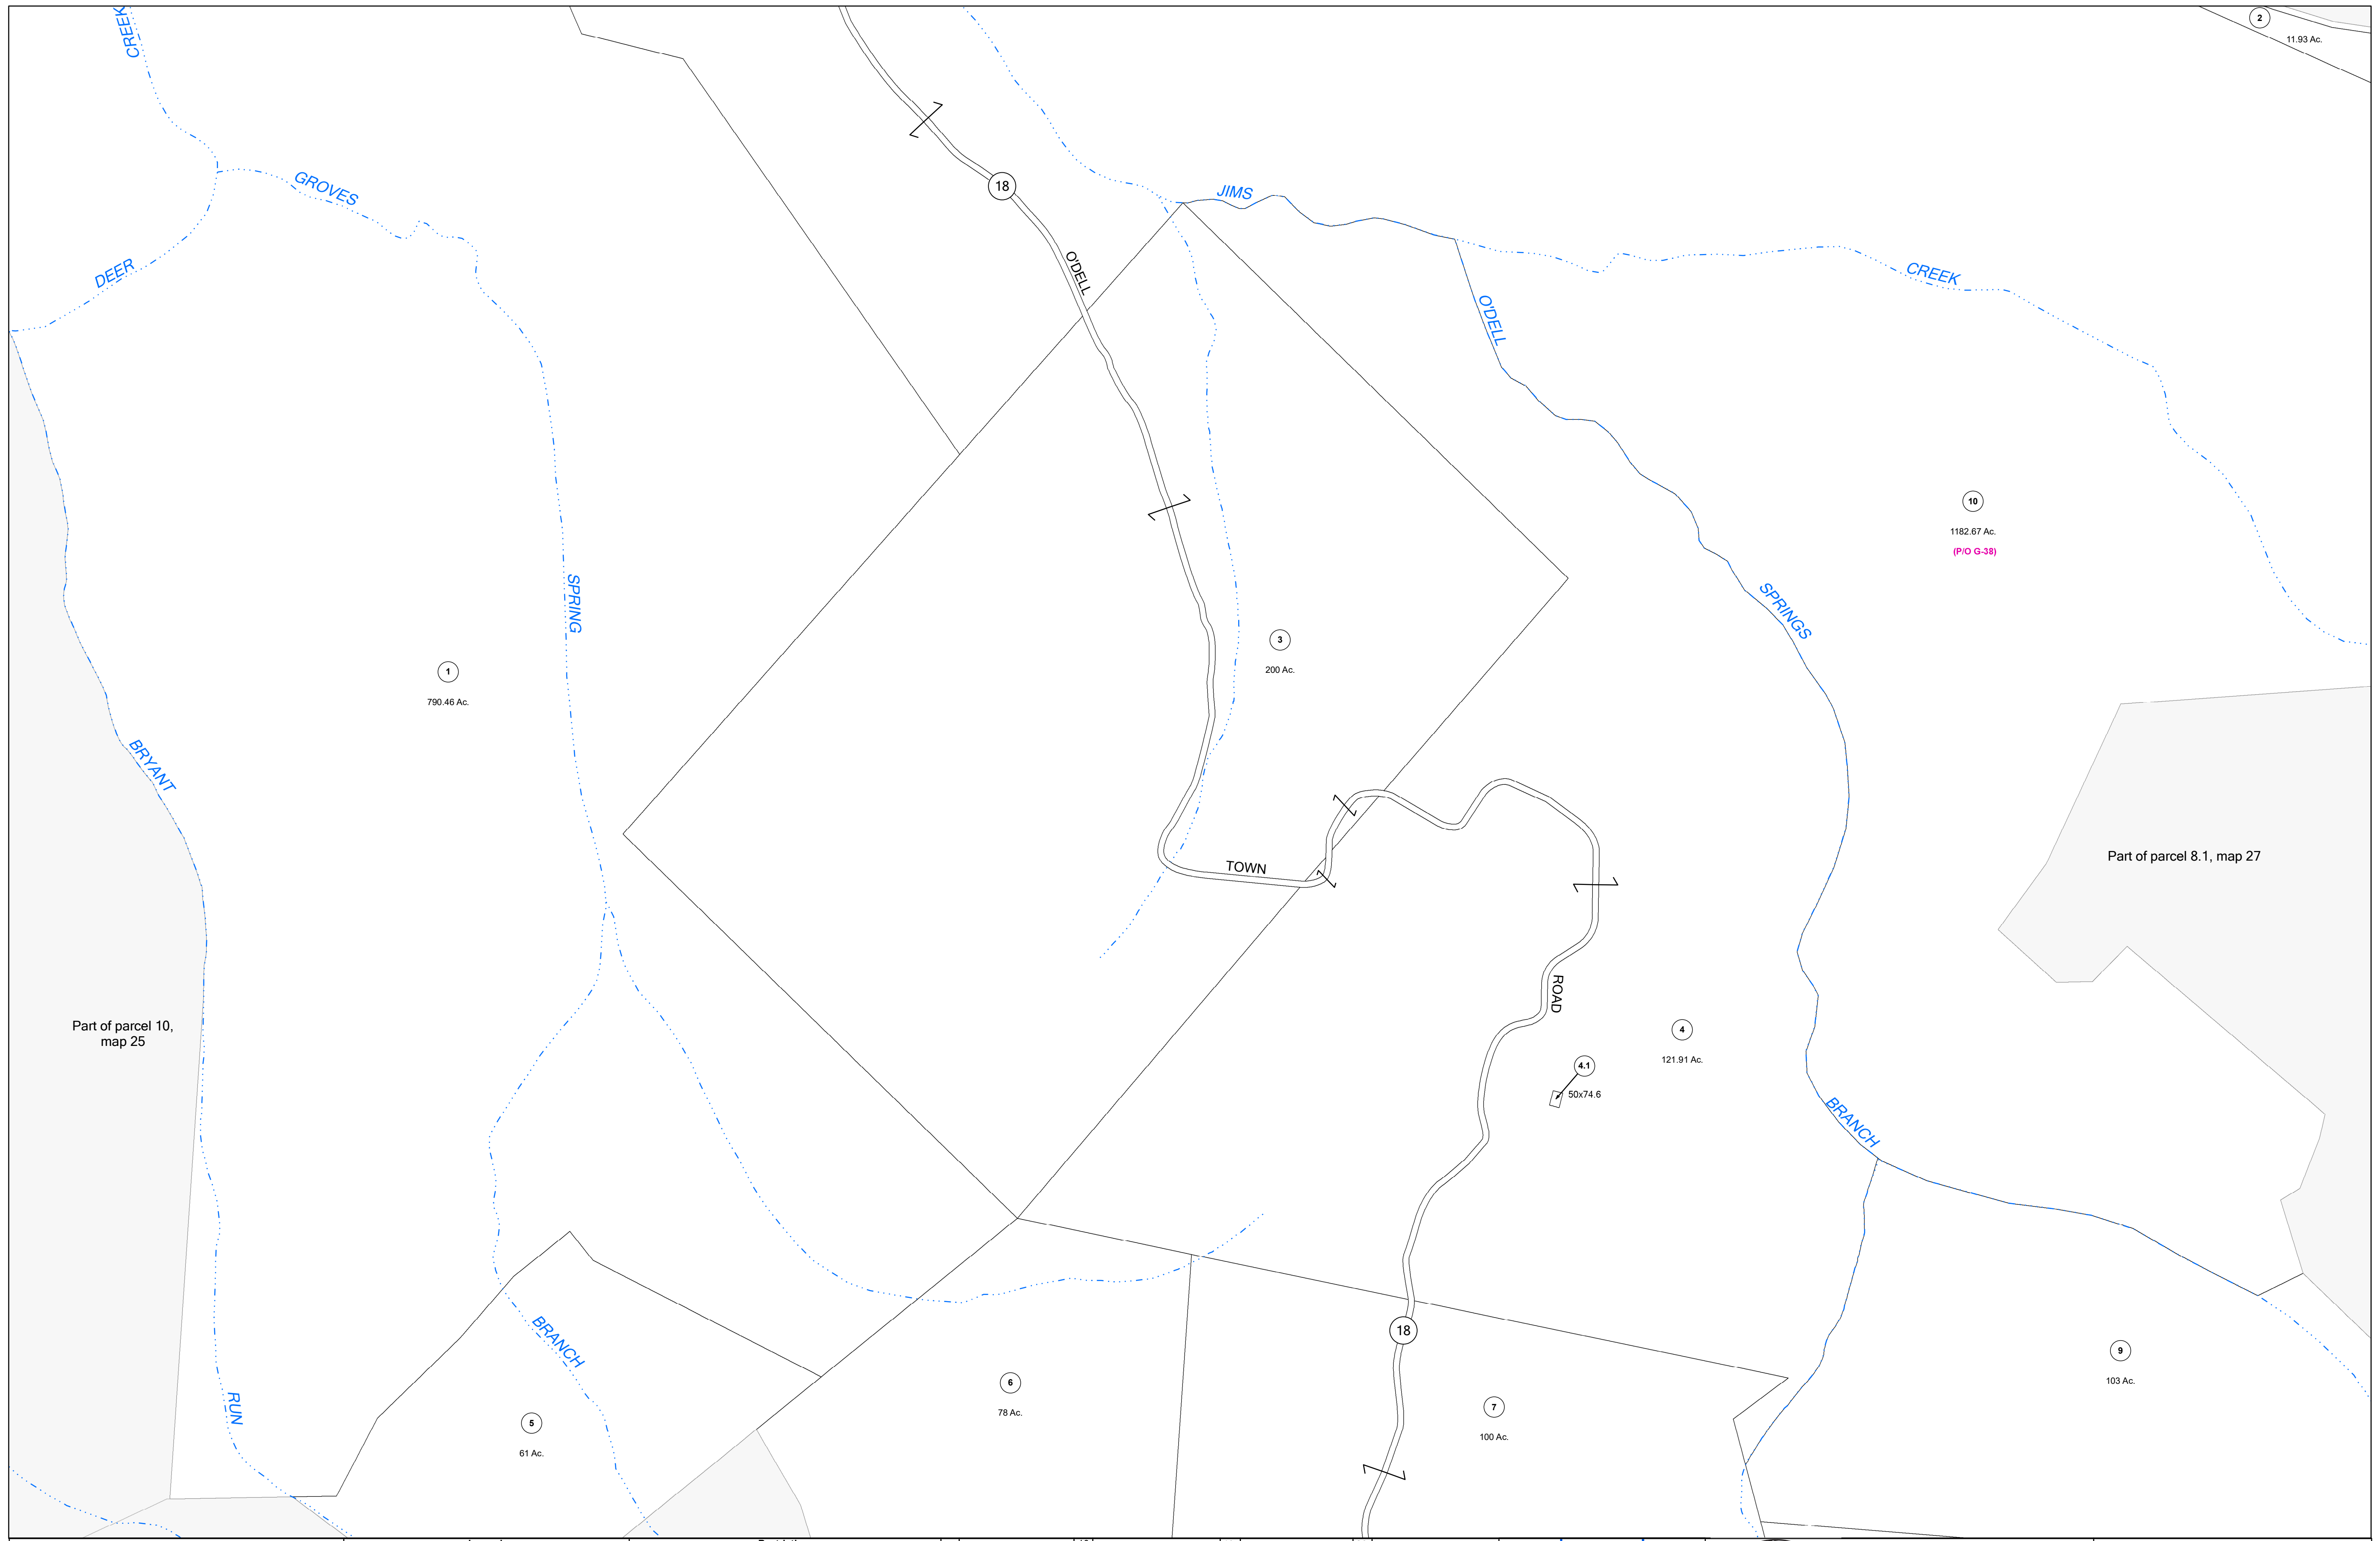 CREEK
2
11.93 Ac.
GROVES
18
JIMS
DEER
O'DELL
CREEK
O'DELL
10
1182.67 Ac.
(P/O G-38)
SPRING
SPRINGS
3
200 Ac.
1
790.46 Ac.
BRYANT
TOWN
Part of parcel 8.1, map 27
ROAD
Part of parcel 10,
map 25
4
121.91 Ac.
4.1
50x74.6
BRANCH
BRANCH
18
9
103 Ac.
6
78 Ac.
RUN
7
100 Ac.
5
61 Ac.